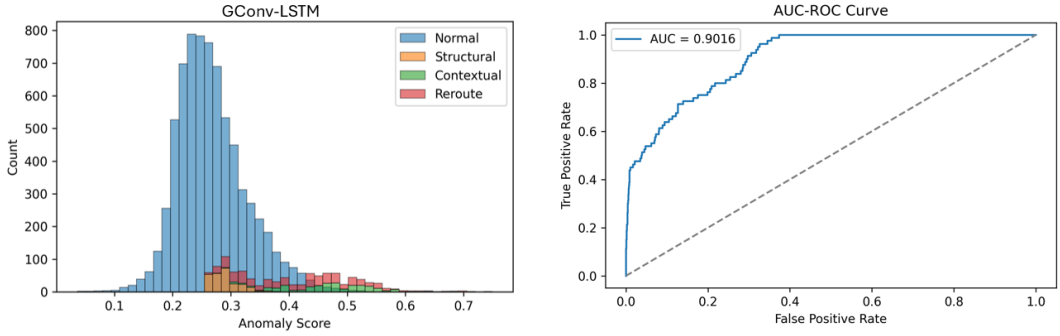 GConv-LSTM
Normal
Structural
Contextual
Reroute
800
700
600
500
400
300
200
100
0
Count
0.1 0.2 0.3 0.4 0.5 0.6 0.7
Anomaly Score
AUC-ROC Curve
AUC = 0.9016
1.0
0.8
0.6
0.4
0.2
0.0
True Positive Rate
0.0 0.2 0.4 0.6 0.8 1.0
False Positive Rate